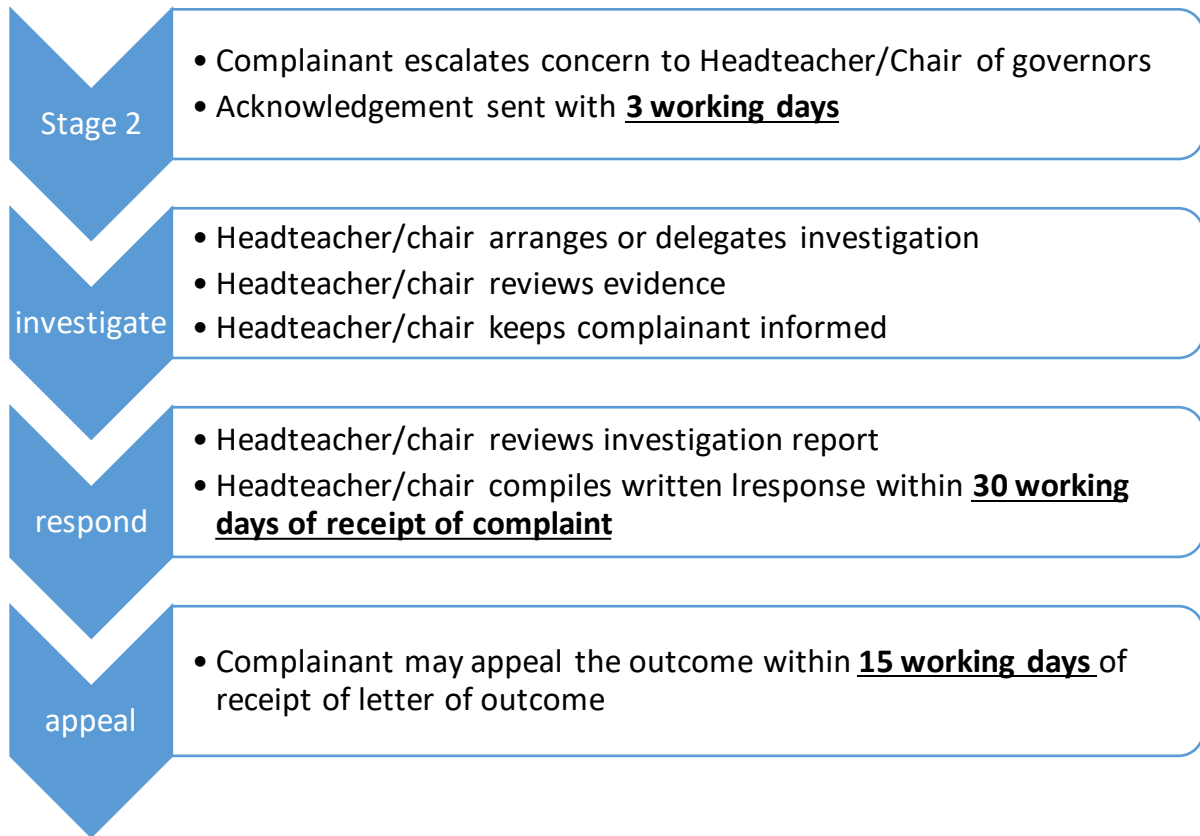 Stage 2
• Complainant escalates concern to Headteacher/Chair of governors
• Acknowledgement sent with 3 working days
investigate
• Headteacher/chair arranges or delegates investigation
• Headteacher/chair reviews evidence
• Headteacher/chair keeps complainant informed
respond
• Headteacher/chair reviews investigation report
• Headteacher/chair compiles written lresponse within 30 working
days of receipt of complaint
appeal
• Complainant may appeal the outcome within 15 working days of
receipt of letter of outcome